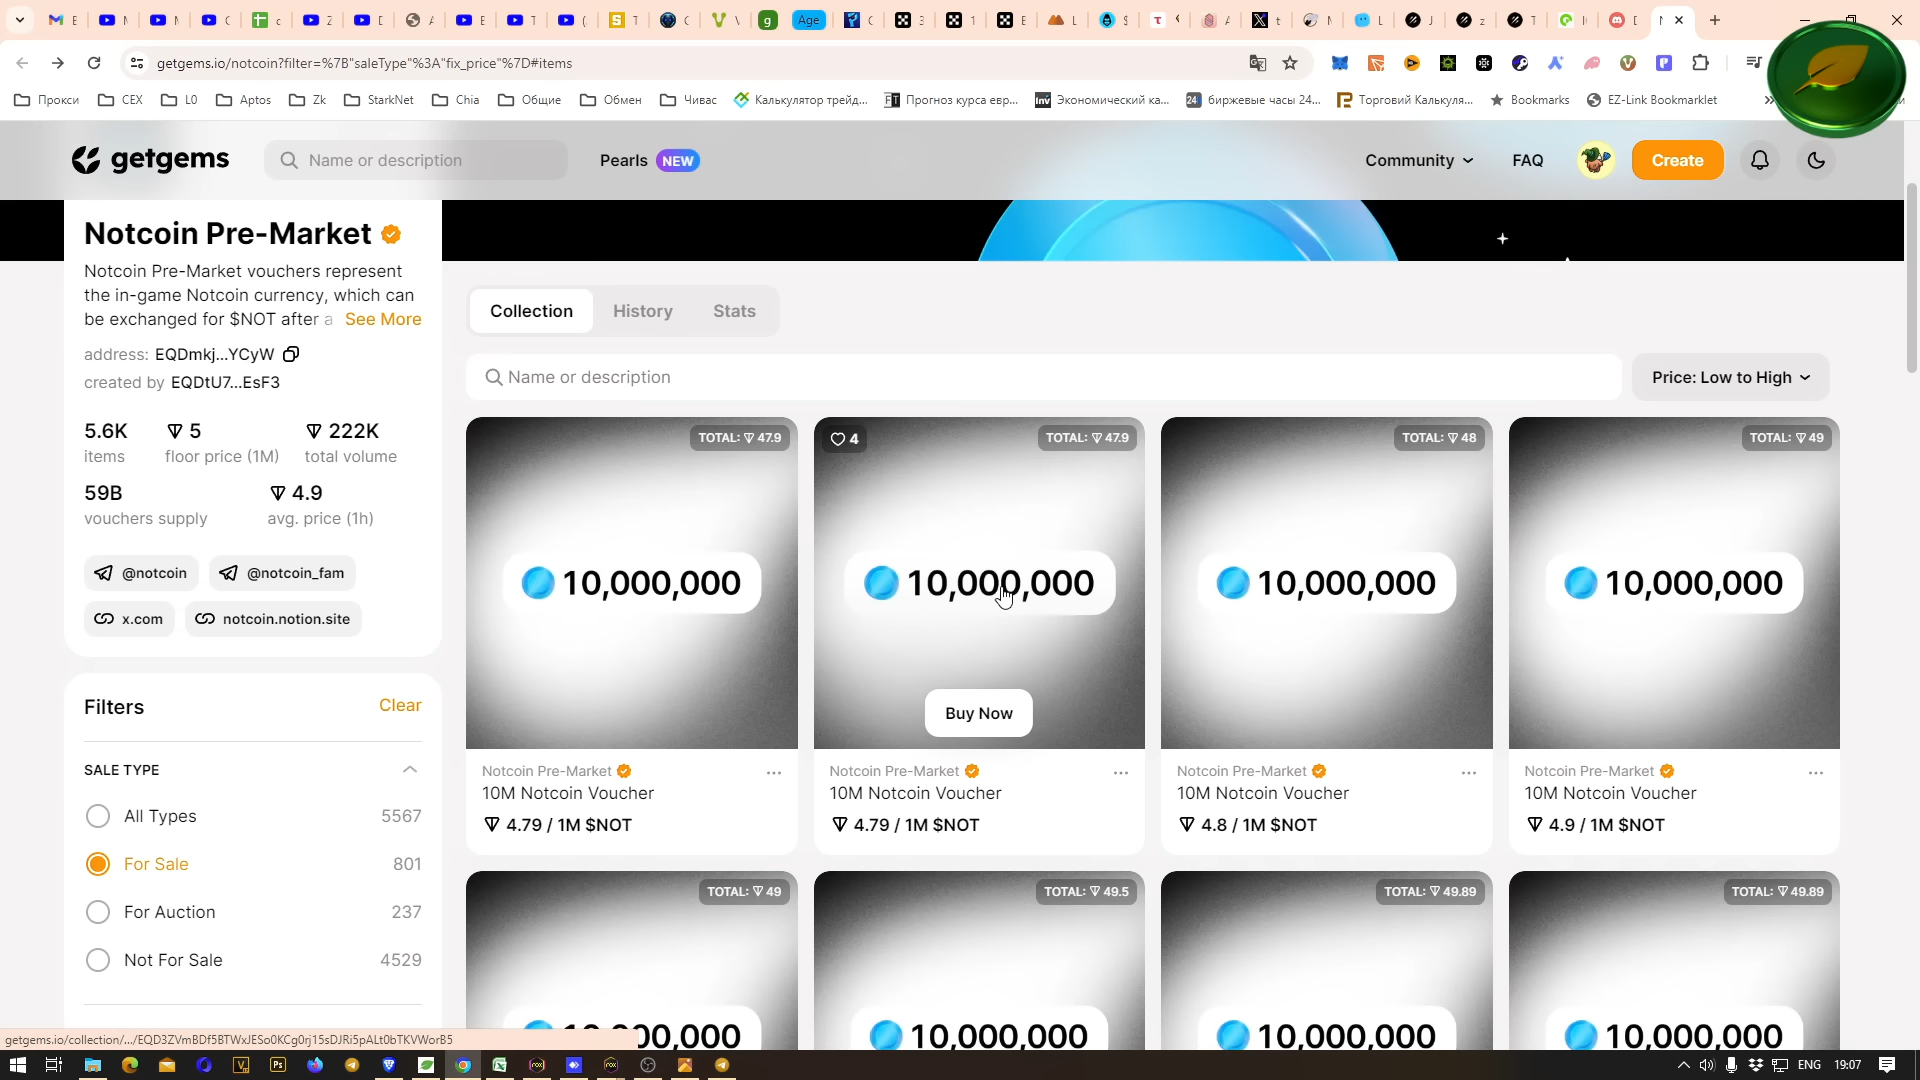 Age
getgems.io/notcoin?filter=%7B"saleType"%3A"fix_price"%7D#items
Прокси
CEX
L0
Aptos
Zk
StarkNet
Chia
Общие
Обмен
Чивас
Калькулятор трейд...
Прогноз курса евр...
Экономический ка...
биржевые часы 24...
Торговий Калькуля...
Bookmarks
EZ-Link Bookmarklet
getgems
Name or description
Pearls NEW
Community
FAQ
Create
Notcoin Pre-Market
Notcoin Pre-Market vouchers represent
the in-game Notcoin currency, which can
be exchanged for $NOT after a See More
address: EQDmkj...YCyW
created by EQDtU7...EsF3
5.6K
items
5
floor price (1M)
222K
total volume
59B
vouchers supply
4.9
avg. price (1h)
@notcoin
@notcoin_fam
x.com
notcoin.notion.site
Filters
Clear
SALE TYPE
All Types 5567
For Sale 801
For Auction 237
Not For Sale 4529
Collection
History
Stats
Name or description
Price: Low to High
TOTAL: 47.9
10,000,000
Notcoin Pre-Market
10M Notcoin Voucher
4.79 / 1M $NOT
4
TOTAL: 47.9
10,000,000
Buy Now
Notcoin Pre-Market
10M Notcoin Voucher
4.79 / 1M $NOT
TOTAL: 48
10,000,000
Notcoin Pre-Market
10M Notcoin Voucher
4.8 / 1M $NOT
TOTAL: 49
10,000,000
Notcoin Pre-Market
10M Notcoin Voucher
4.9 / 1M $NOT
TOTAL: 49
10,000,000
TOTAL: 49.5
10,000,000
TOTAL: 49.89
10,000,000
TOTAL: 49.89
10,000,000
getgems.io/collection/.../EQD3ZVmBDf5BTWxJESo0KCg0rj15sDJRi5pALt0bTKVWorB5
ENG
19:07